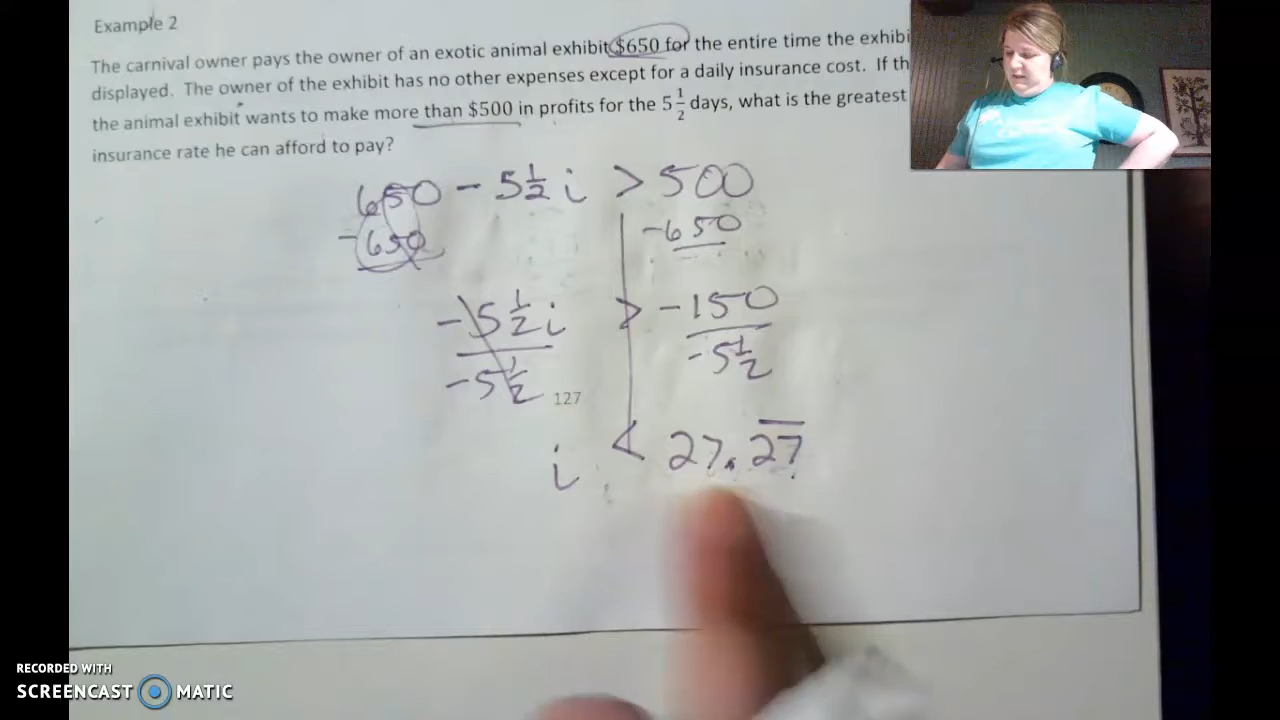 Example 2
The carnival owner pays the owner of an exotic animal exhibit $650 for the entire time the exhibi
displayed. The owner of the exhibit has no other expenses except for a daily insurance cost. If th
the animal exhibit wants to make more than $500 in profits for the 5 1/2 days, what is the greatest
insurance rate he can afford to pay?
650 - 5 1/2 i > 500
-650 -650
-5 1/2 i > -150
-5 1/2 -5 1/2
127
i < 27.2̅7̅
RECORDED WITH
SCREENCAST MATIC